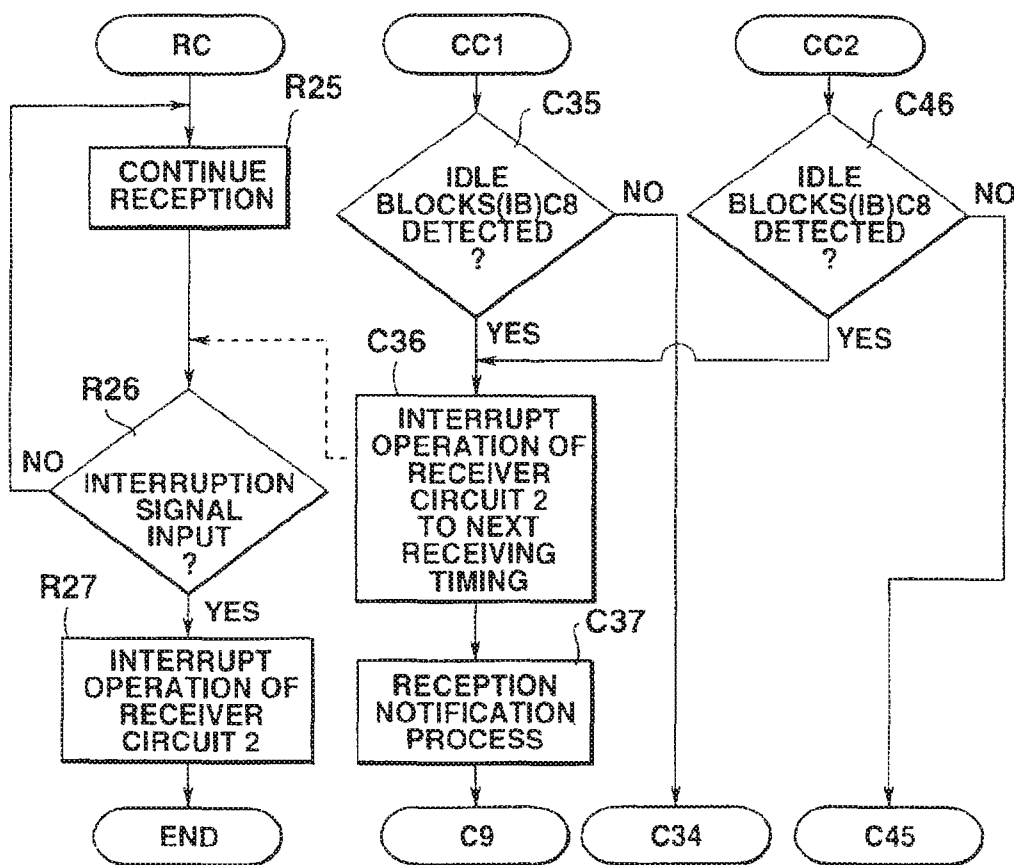 RC
R25
CONTINUE
RECEPTION
R26
NO
INTERRUPTION
SIGNAL
INPUT
?
YES
R27
INTERRUPT
OPERATION OF
RECEIVER
CIRCUIT 2
END
CC1
C35
IDLE
BLOCKS(IB)C8
DETECTED
?
NO
YES
C36
INTERRUPT
OPERATION OF
RECEIVER
CIRCUIT 2
TO NEXT
RECEIVING
TIMING
C37
RECEPTION
NOTIFICATION
PROCESS
C9
C34
CC2
C46
IDLE
BLOCKS(IB)C8
DETECTED
?
NO
YES
C45